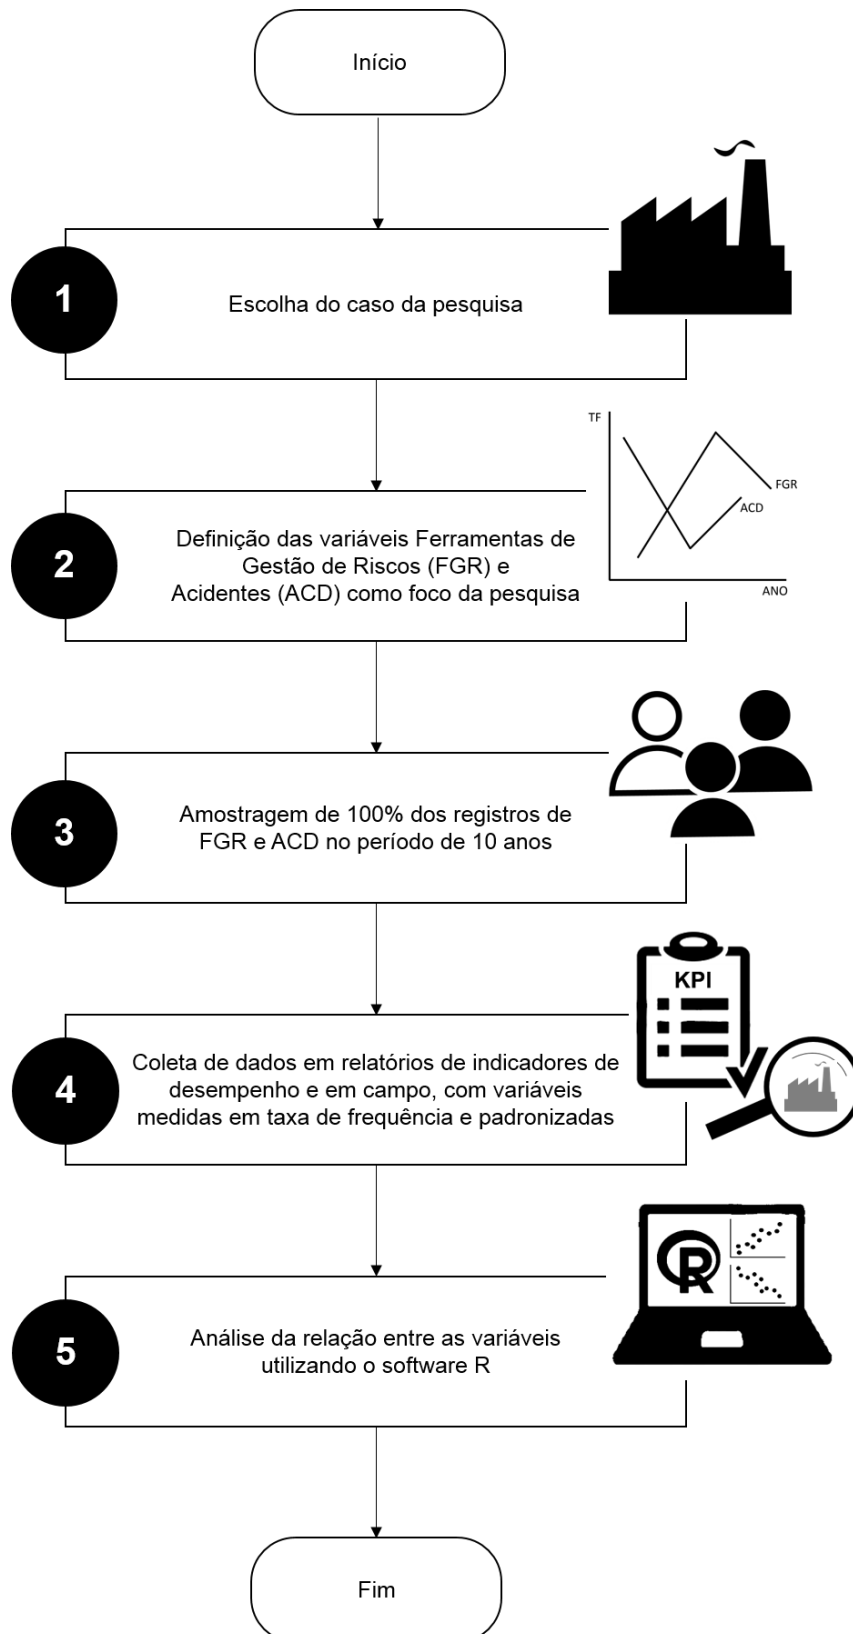 Início
1
Escolha do caso da pesquisa
TF
FGR
ACD
ANO
2
Definição das variáveis Ferramentas de
Gestão de Riscos (FGR) e
Acidentes (ACD) como foco da pesquisa
3
Amostragem de 100% dos registros de
FGR e ACD no período de 10 anos
KPI
4
Coleta de dados em relatórios de indicadores de
desempenho e em campo, com variáveis
medidas em taxa de frequência e padronizadas
R
5
Análise da relação entre as variáveis
utilizando o software R
Fim